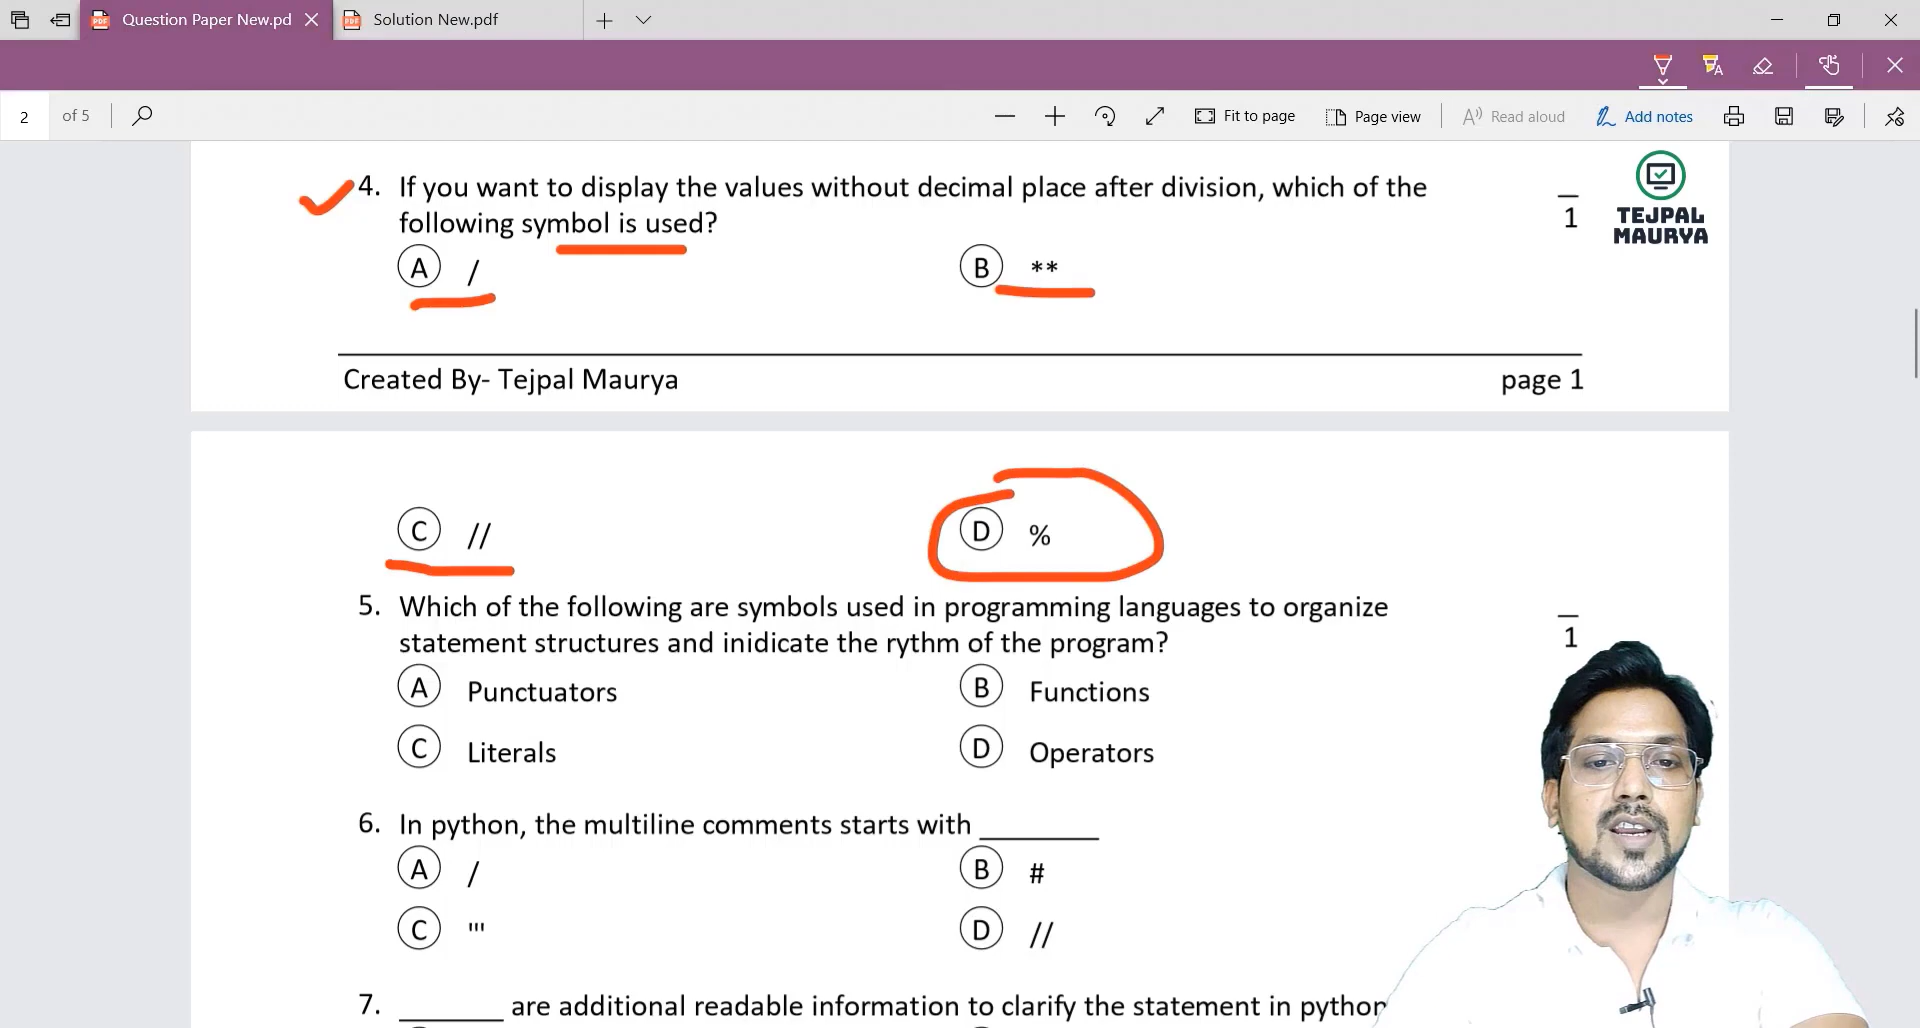 Question Paper New.pd
Solution New.pdf
2 of 5
Fit to page
Page view
Read aloud
Add notes
4. If you want to display the values without decimal place after division, which of the
following symbol is used?
1
TEJPAL
MAURYA
A /
B **
Created By- Tejpal Maurya
page 1
C //
D %
5. Which of the following are symbols used in programming languages to organize
statement structures and inidicate the rythm of the program?
1
A Punctuators
B Functions
C Literals
D Operators
6. In python, the multiline comments starts with ________
A /
B #
C '''
D //
7. _______ are additional readable information to clarify the statement in python